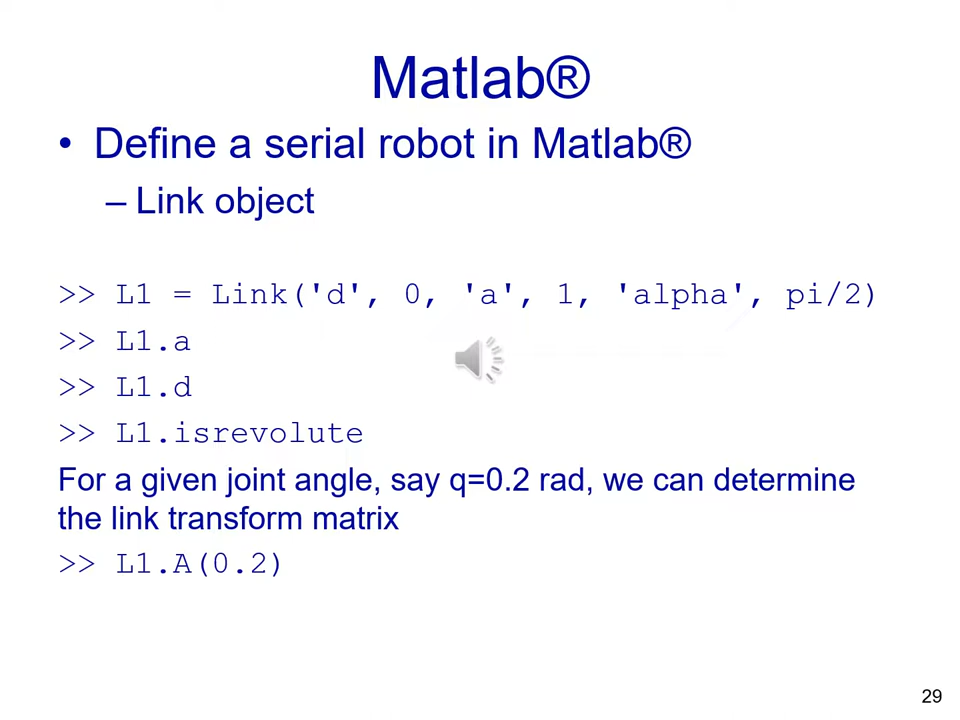 Matlab®
• Define a serial robot in Matlab®
– Link object
>> L1 = Link('d', 0, 'a', 1, 'alpha', pi/2)
>> L1.a
>> L1.d
>> L1.isrevolute
For a given joint angle, say q=0.2 rad, we can determine
the link transform matrix
>> L1.A(0.2)
29